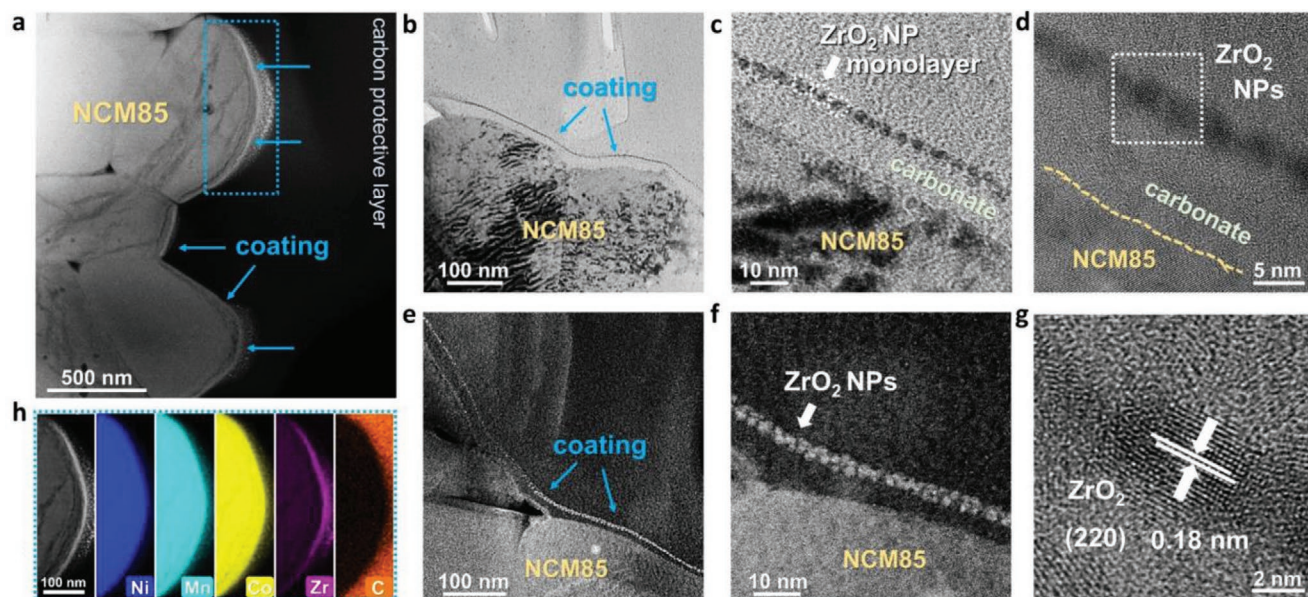 a
NCM85
carbon protective layer
coating
500 nm
b
coating
NCM85
100 nm
c
ZrO₂ NP
monolayer
carbonate
NCM85
10 nm
d
ZrO₂
NPs
carbonate
NCM85
5 nm
e
coating
NCM85
100 nm
f
ZrO₂ NPs
NCM85
10 nm
g
ZrO₂
(220) 0.18 nm
2 nm
h
100 nm
Ni
Mn
Co
Zr
C